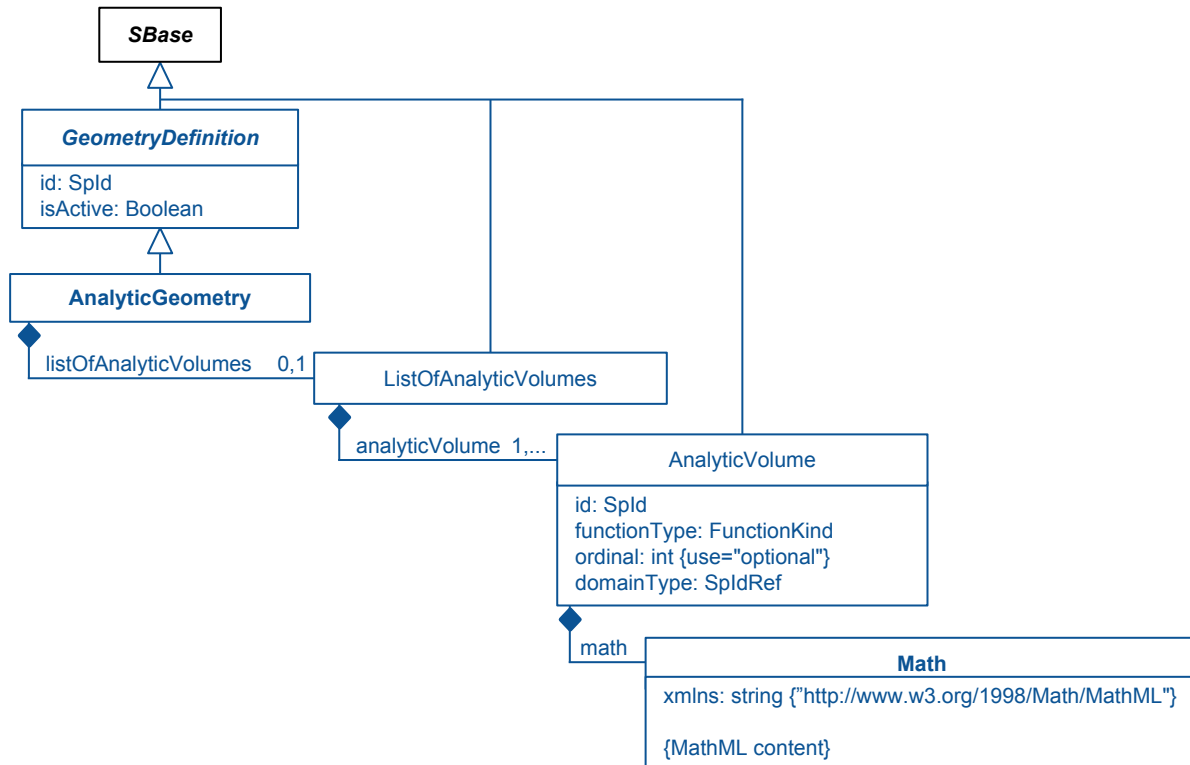 SBase
GeometryDefinition
id: SpId
isActive: Boolean
AnalyticGeometry
listOfAnalyticVolumes 0,1
ListOfAnalyticVolumes
analyticVolume 1,...
AnalyticVolume
id: SpId
functionType: FunctionKind
ordinal: int {use="optional"}
domainType: SpIdRef
math
Math
xmlns: string {”http://www.w3.org/1998/Math/MathML"}
{MathML content}